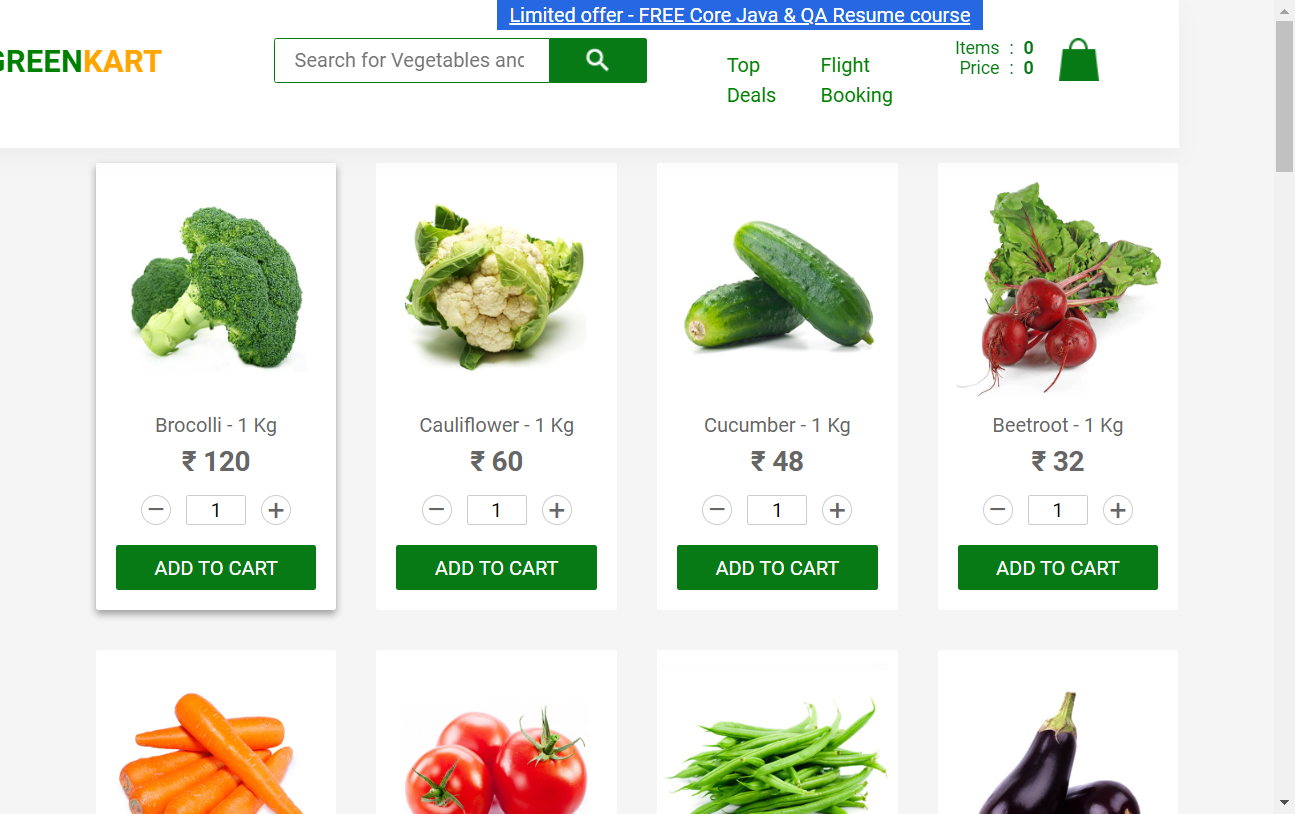 Limited offer - FREE Core Java & QA Resume course
GREENKART
Search for Vegetables and
Top
Deals
Flight
Booking
Items : 0
Price : 0
Brocolli - 1 Kg
₹ 120
− 1 +
ADD TO CART
Cauliflower - 1 Kg
₹ 60
− 1 +
ADD TO CART
Cucumber - 1 Kg
₹ 48
− 1 +
ADD TO CART
Beetroot - 1 Kg
₹ 32
− 1 +
ADD TO CART